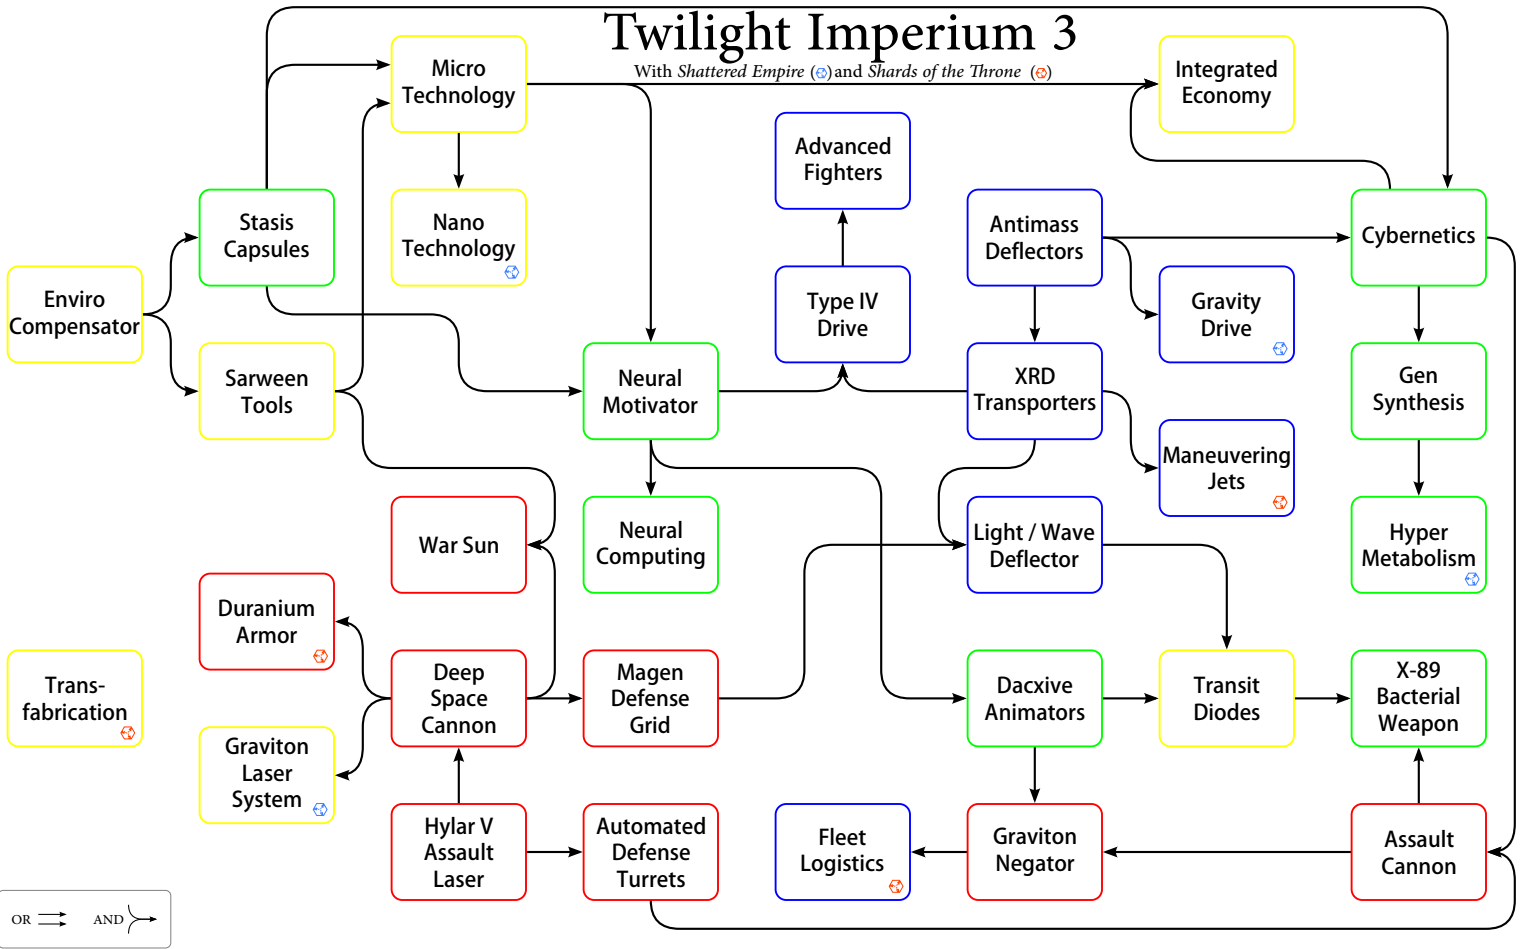 Twilight Imperium 3
With Shattered Empire ( ) and Shards of the Throne ( )
Micro
Technology
Integrated
Economy
Advanced
Fighters
Stasis
Capsules
Nano
Technology
Antimass
Deflectors
Cybernetics
Enviro
Compensator
Type IV
Drive
Gravity
Drive
Sarween
Tools
Neural
Motivator
XRD
Transporters
Gen
Synthesis
Maneuvering
Jets
War Sun
Neural
Computing
Light / Wave
Deflector
Hyper
Metabolism
Duranium
Armor
Trans-
fabrication
Deep
Space
Cannon
Magen
Defense
Grid
Dacxive
Animators
Transit
Diodes
X-89
Bacterial
Weapon
Graviton
Laser
System
Hylar V
Assault
Laser
Automated
Defense
Turrets
Fleet
Logistics
Graviton
Negator
Assault
Cannon
OR AND